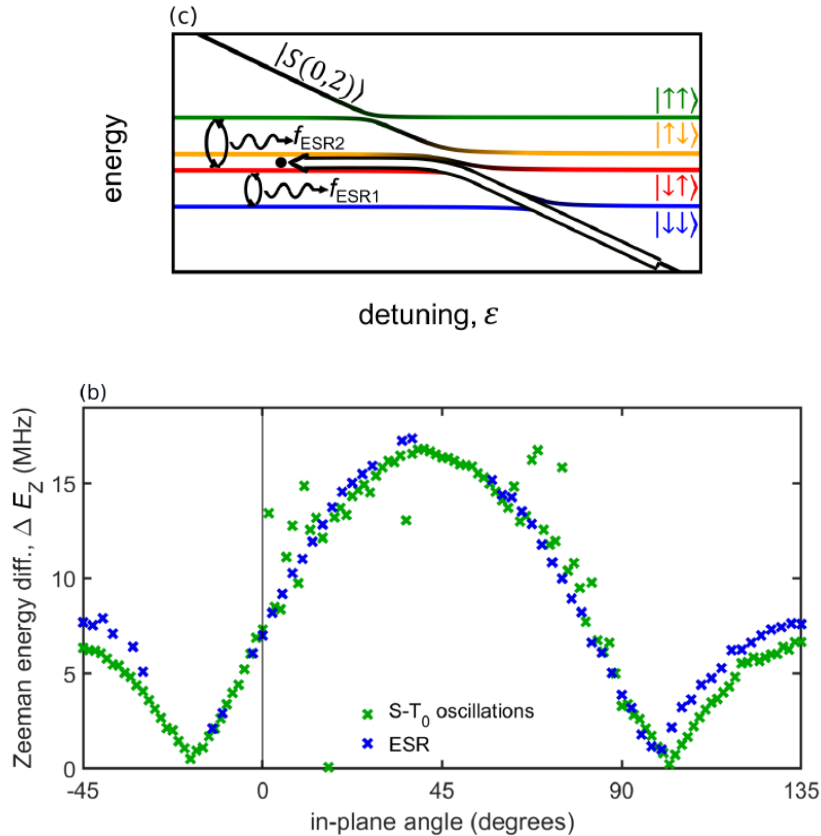 (c)
|S(0,2)⟩
|↑↑⟩
|↑↓⟩
|↓↑⟩
|↓↓⟩
f_ESR2
f_ESR1
energy
detuning, ε
(b)
Zeeman energy diff., Δ E_Z (MHz)
15
10
5
0
S-T_0 oscillations
ESR
-45 0 45 90 135
in-plane angle (degrees)